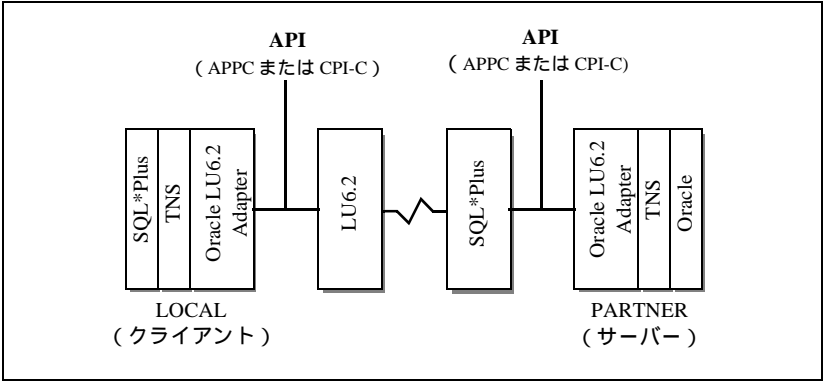 API
( APPC または CPI-C )
API
( APPC または CPI-C)
SQL*Plus
TNS
Oracle LU6.2
Adapter
LU6.2
SQL*Plus
Oracle LU6.2
Adapter
TNS
Oracle
LOCAL
( クライアント )
PARTNER
( サーバー )